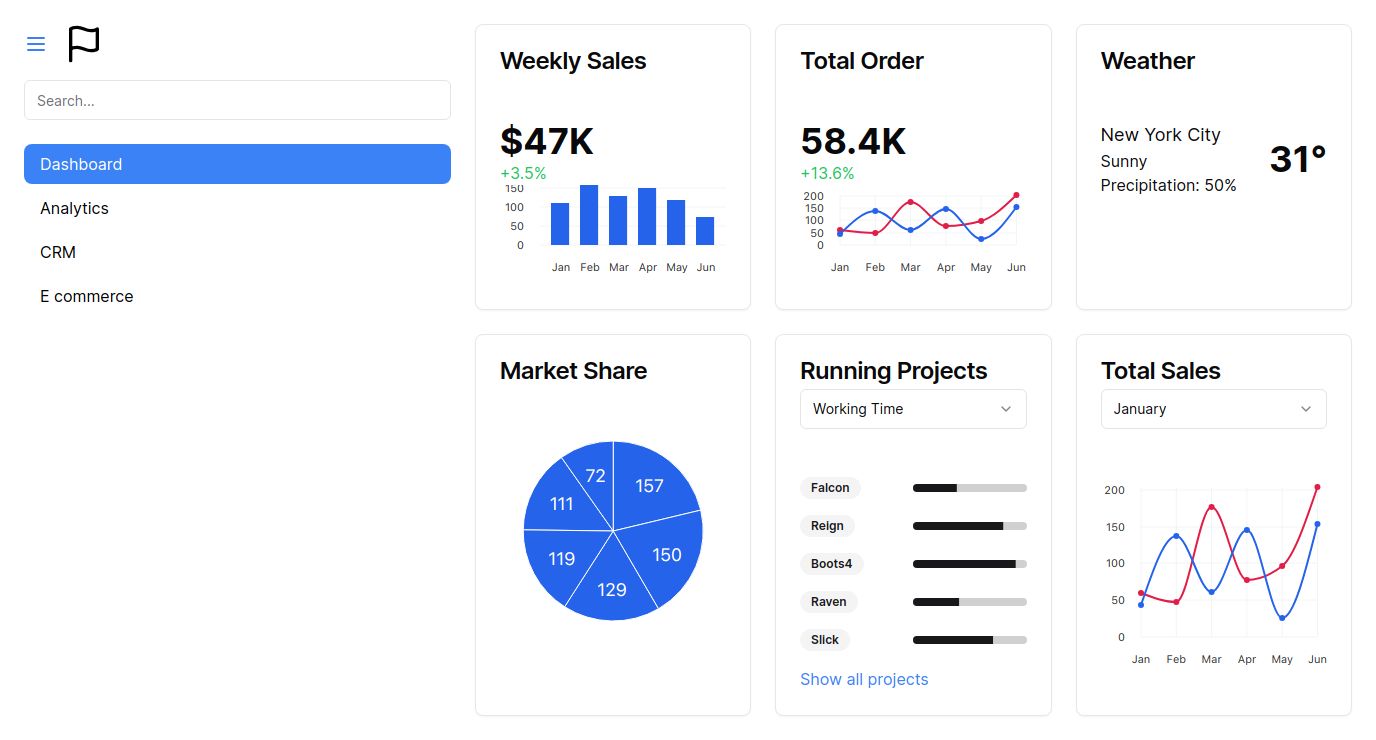 Search...
Dashboard
Analytics
CRM
E commerce
Weekly Sales
$47K
+3.5%
150
100
50
0
Jan Feb Mar Apr May Jun
Total Order
58.4K
+13.6%
200
150
100
50
0
Jan Feb Mar Apr May Jun
Weather
New York City
Sunny
Precipitation: 50%
31°
Market Share
72
157
111
150
119
129
Running Projects
Working Time
Falcon
Reign
Boots4
Raven
Slick
Show all projects
Total Sales
January
200
150
100
50
0
Jan Feb Mar Apr May Jun